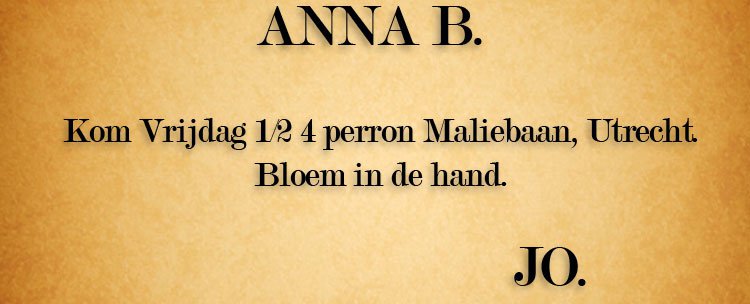 ANNA B.
Kom Vrijdag 1/2 4 perron Maliebaan, Utrecht.
Bloem in de hand.
JO.